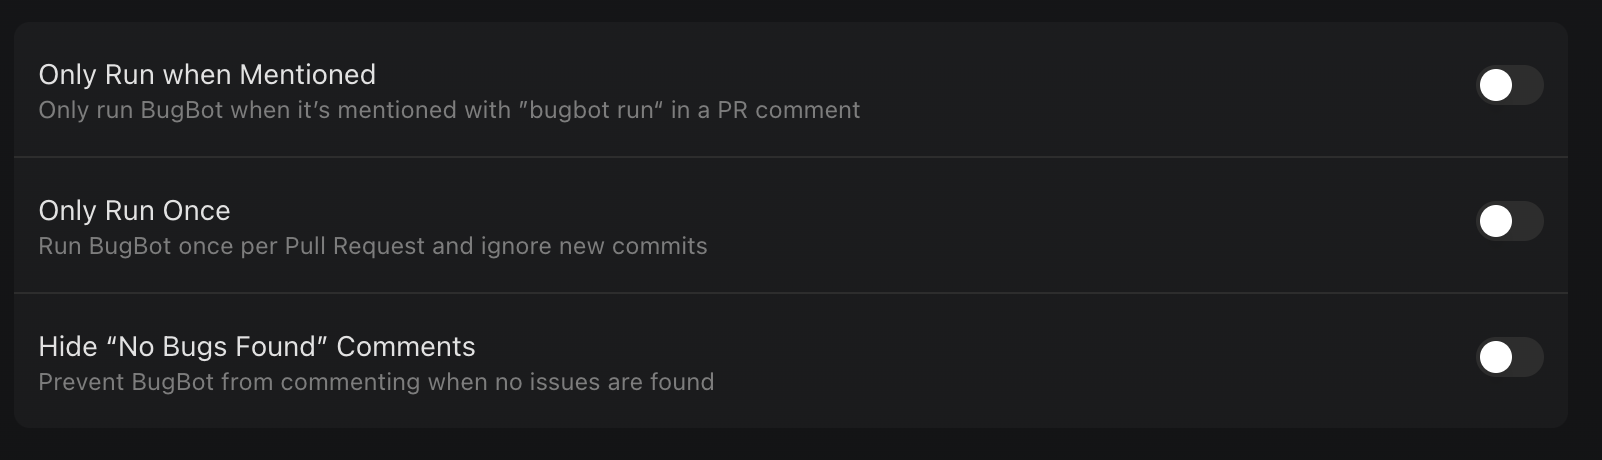 Only Run when Mentioned
Only run BugBot when it’s mentioned with ”bugbot run“ in a PR comment
Only Run Once
Run BugBot once per Pull Request and ignore new commits
Hide “No Bugs Found” Comments
Prevent BugBot from commenting when no issues are found